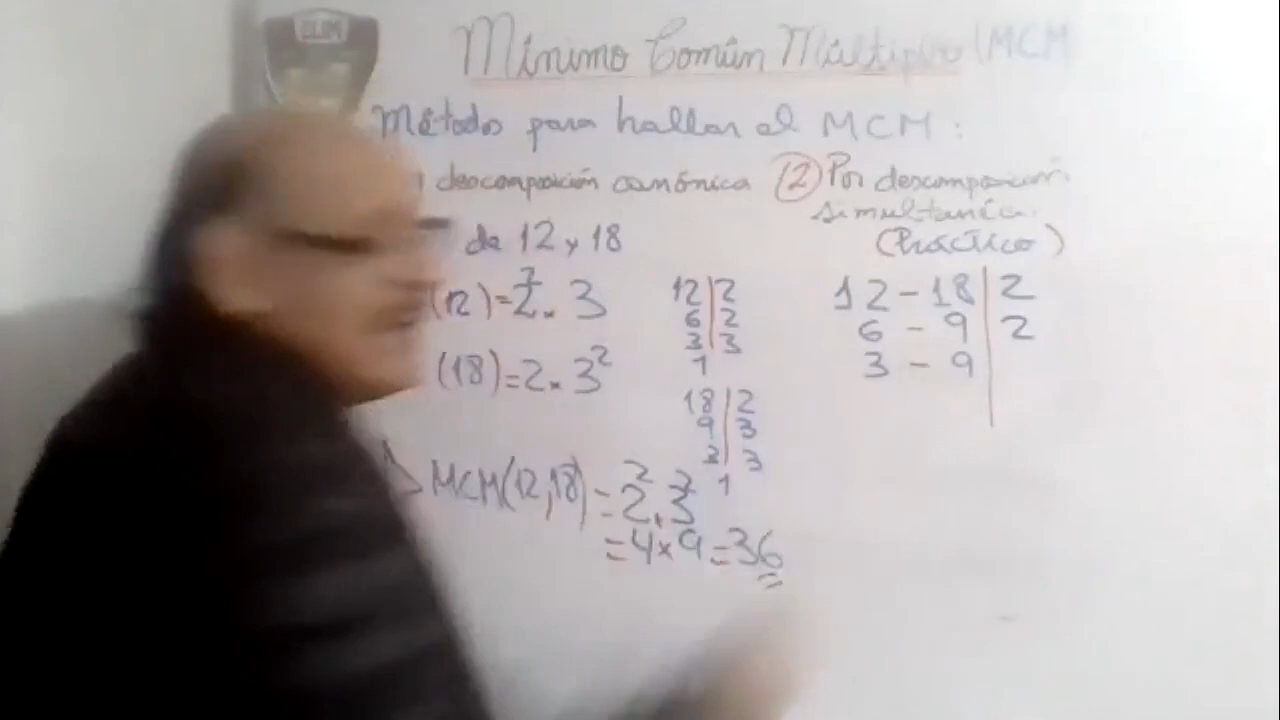 Mínimo Común Múltiplo (MCM
Métodos para hallar el MCM:
descomposición canónica
de 12 y 18
(12)=2². 3
(18)=2. 3²
12|2
6|2
3|3
1
18|2
9|3
3|3
1
MCM(12,18)=2².3²
=4×9=36
② Por descomposición
simultanéa
(Práctico)
12-18|2
6-9|2
3-9|